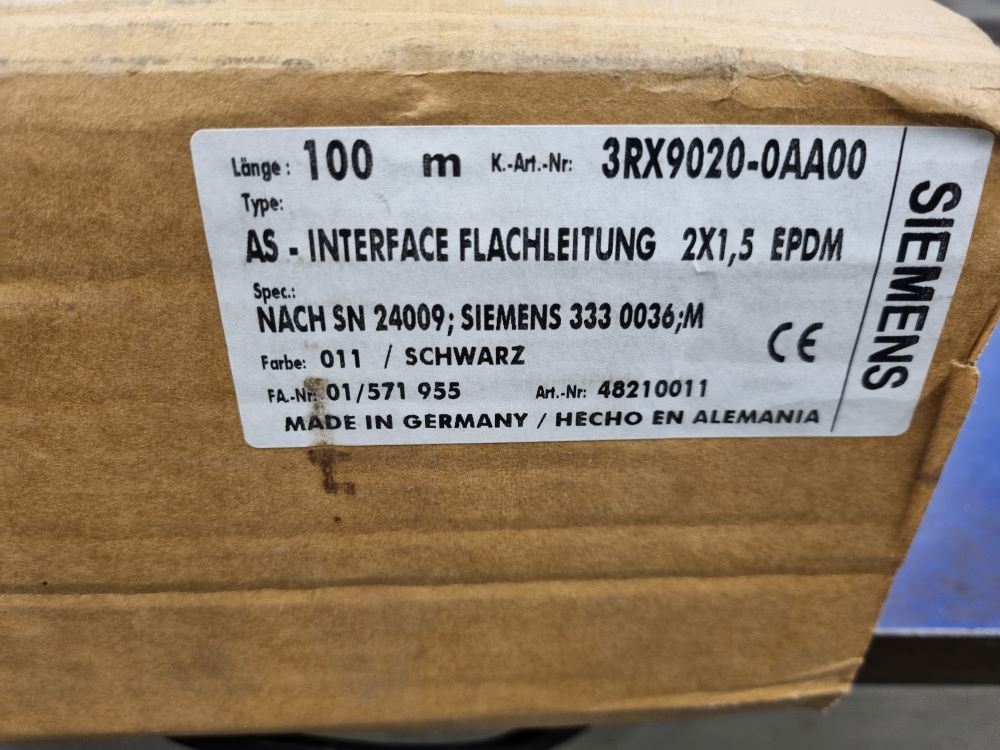 Länge: 100 m K.-Art.-Nr: 3RX9020-0AA00
Type:
AS - INTERFACE FLACHLEITUNG 2X1,5 EPDM
Spec.:
NACH SN 24009; SIEMENS 333 0036;M
Farbe: 011 / SCHWARZ
FA.-Nr: 01/571 955 Art.-Nr: 48210011
MADE IN GERMANY / HECHO EN ALEMANIA
CE
SIEMENS